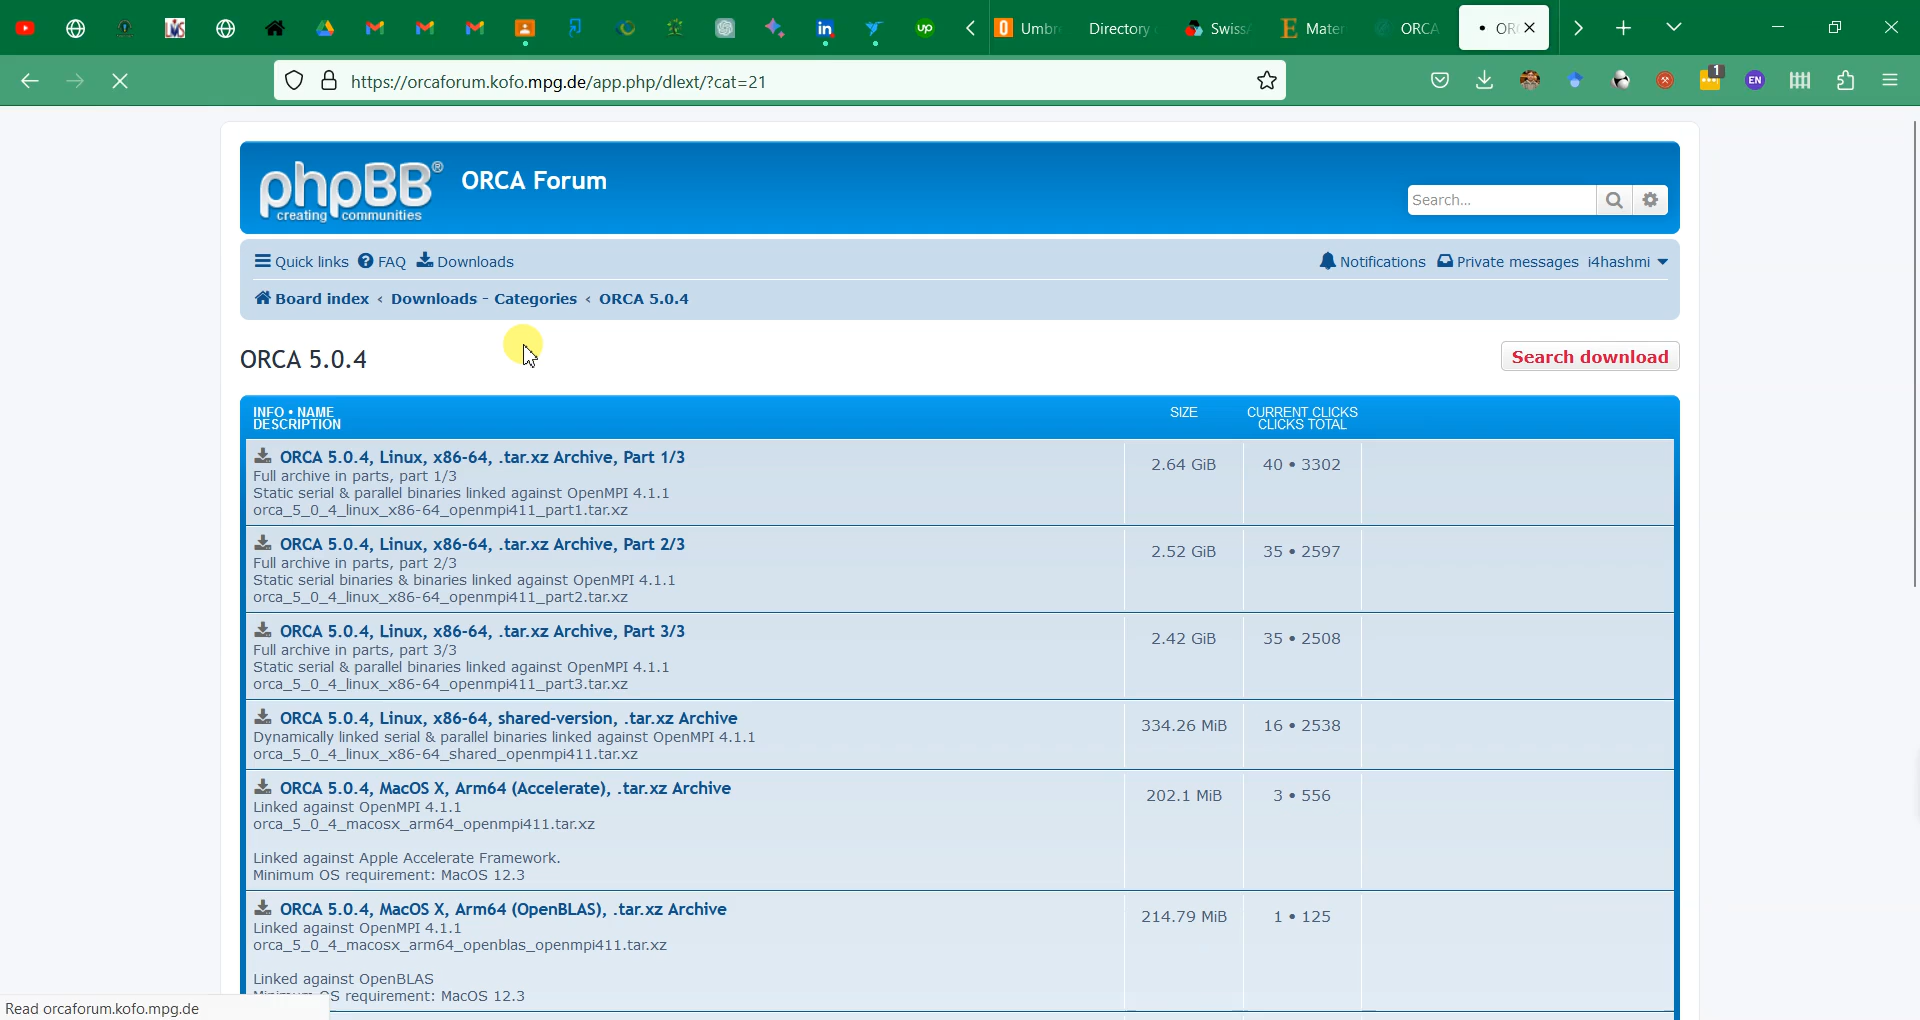 Umbr
Directory
Swiss
Mater
ORCA
OR
https://orcaforum.kofo.mpg.de/app.php/dlext/?cat=21
1
EN
phpBB®
creating communities
ORCA Forum
Search...
Quick links
FAQ
Downloads
Notifications
Private messages
i4hashmi
Board index ‹ Downloads - Categories ‹ ORCA 5.0.4
ORCA 5.0.4
Search download
INFO • NAME
DESCRIPTION
SIZE
CURRENT CLICKS
CLICKS TOTAL
ORCA 5.0.4, Linux, x86-64, .tar.xz Archive, Part 1/3
Full archive in parts, part 1/3
Static serial & parallel binaries linked against OpenMPI 4.1.1
orca_5_0_4_linux_x86-64_openmpi411_part1.tar.xz
2.64 GiB
40 • 3302
ORCA 5.0.4, Linux, x86-64, .tar.xz Archive, Part 2/3
Full archive in parts, part 2/3
Static serial binaries & binaries linked against OpenMPI 4.1.1
orca_5_0_4_linux_x86-64_openmpi411_part2.tar.xz
2.52 GiB
35 • 2597
ORCA 5.0.4, Linux, x86-64, .tar.xz Archive, Part 3/3
Full archive in parts, part 3/3
Static serial & parallel binaries linked against OpenMPI 4.1.1
orca_5_0_4_linux_x86-64_openmpi411_part3.tar.xz
2.42 GiB
35 • 2508
ORCA 5.0.4, Linux, x86-64, shared-version, .tar.xz Archive
Dynamically linked serial & parallel binaries linked against OpenMPI 4.1.1
orca_5_0_4_linux_x86-64_shared_openmpi411.tar.xz
334.26 MiB
16 • 2538
ORCA 5.0.4, MacOS X, Arm64 (Accelerate), .tar.xz Archive
Linked against OpenMPI 4.1.1
orca_5_0_4_macosx_arm64_openmpi411.tar.xz
Linked against Apple Accelerate Framework.
Minimum OS requirement: MacOS 12.3
202.1 MiB
3 • 556
ORCA 5.0.4, MacOS X, Arm64 (OpenBLAS), .tar.xz Archive
Linked against OpenMPI 4.1.1
orca_5_0_4_macosx_arm64_openblas_openmpi411.tar.xz
Linked against OpenBLAS
S requirement: MacOS 12.3
214.79 MiB
1 • 125
Read orcaforum.kofo.mpg.de